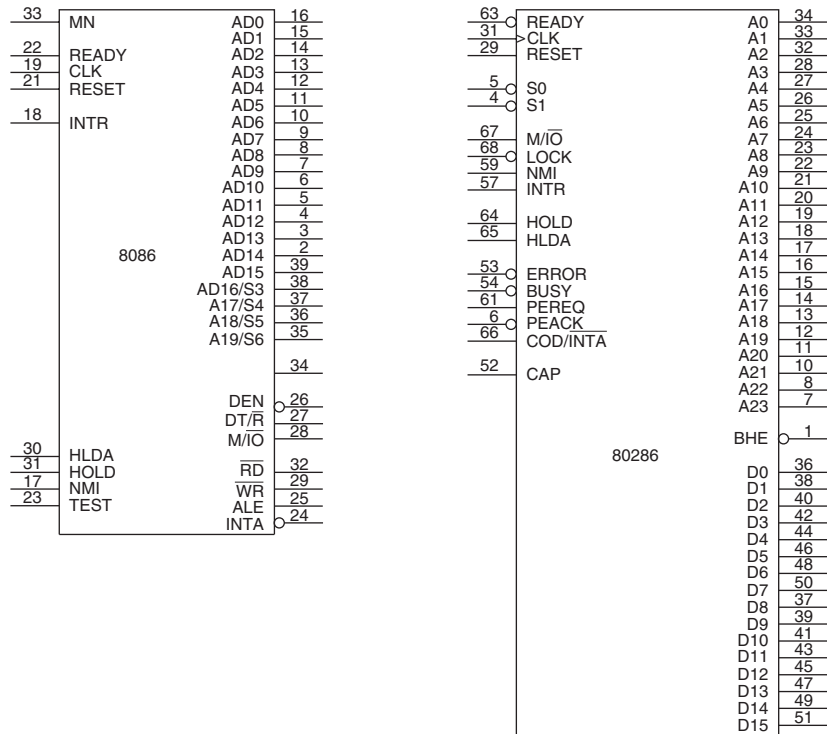 33 MN
22 READY
19 CLK
21 RESET
18 INTR
8086
30 HLDA
31 HOLD
17 NMI
23 TEST
AD0 16
AD1 15
AD2 14
AD3 13
AD4 12
AD5 11
AD6 10
AD7 9
AD8 8
AD9 7
AD10 6
AD11 5
AD12 4
AD13 3
AD14 2
AD15 39
AD16/S3 38
A17/S4 37
A18/S5 36
A19/S6 35
34
DEN 26
DT/R̅ 27
M/I̅O̅ 28
R̅D̅ 32
W̅R̅ 29
ALE 25
INTA 24
63 READY
31 CLK
29 RESET
5 S0
4 S1
67 M/I̅O̅
68 LOCK
59 NMI
57 INTR
64 HOLD
65 HLDA
53 ERROR
54 BUSY
61 PEREQ
6 PEACK
66 COD/I̅N̅T̅A̅
52 CAP
80286
A0 34
A1 33
A2 32
A3 28
A4 27
A5 26
A6 25
A7 24
A8 23
A9 22
A10 21
A11 20
A12 19
A13 18
A14 17
A15 16
A16 15
A17 14
A18 13
A19 12
A20 11
A21 10
A22 8
A23 7
BHE 1
D0 36
D1 38
D2 40
D3 42
D4 44
D5 46
D6 48
D7 50
D8 37
D9 39
D10 41
D11 43
D12 45
D13 47
D14 49
D15 51